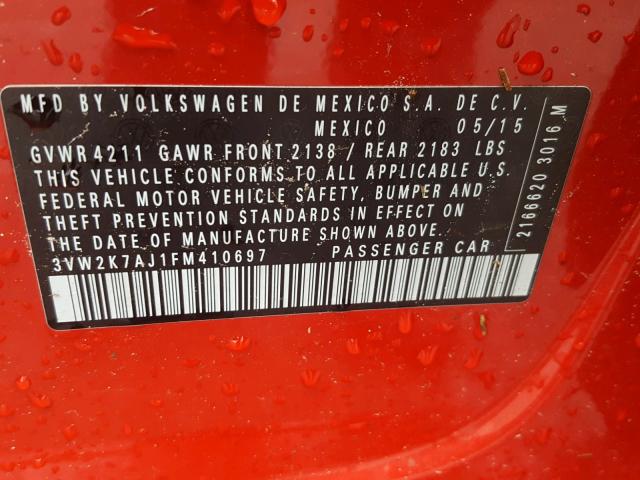 MFD BY VOLKSWAGEN DE MEXICO S.A. DE C.V.
MEXICO 05/15
GVWR 4211 GAWR FRONT 2138 / REAR 2183 LBS
THIS VEHICLE CONFORMS TO ALL APPLICABLE U.S.
FEDERAL MOTOR VEHICLE SAFETY, BUMPER AND
THEFT PREVENTION STANDARDS IN EFFECT ON
THE DATE OF MANUFACTURE SHOWN ABOVE.
3VW2K7AJ1FM410697 PASSENGER CAR
2166620 3016 M